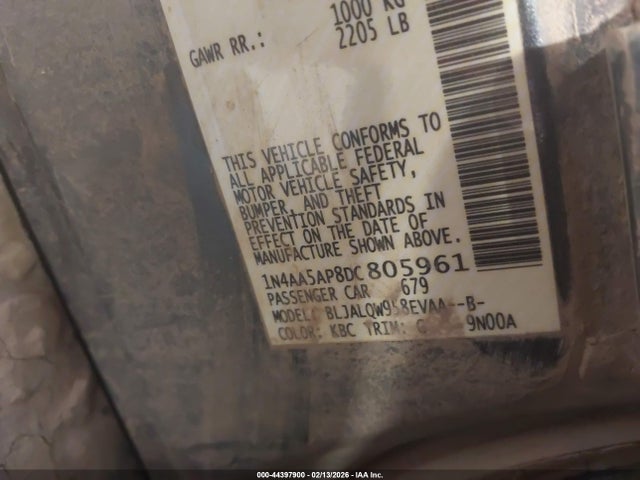 1000 KG
GAWR RR.: 2205 LB
THIS VEHICLE CONFORMS TO
ALL APPLICABLE FEDERAL
MOTOR VEHICLE SAFETY,
BUMPER, AND THEFT
PREVENTION STANDARDS IN
EFFECT ON THE DATE OF
MANUFACTURE SHOWN ABOVE.
1N4AA5AP8DC805961
PASSENGER CAR 679
MODEL: --B-
COLOR: KBC TRIM: 9N00A
000-44397900 - 02/13/2026 - IAA Inc.